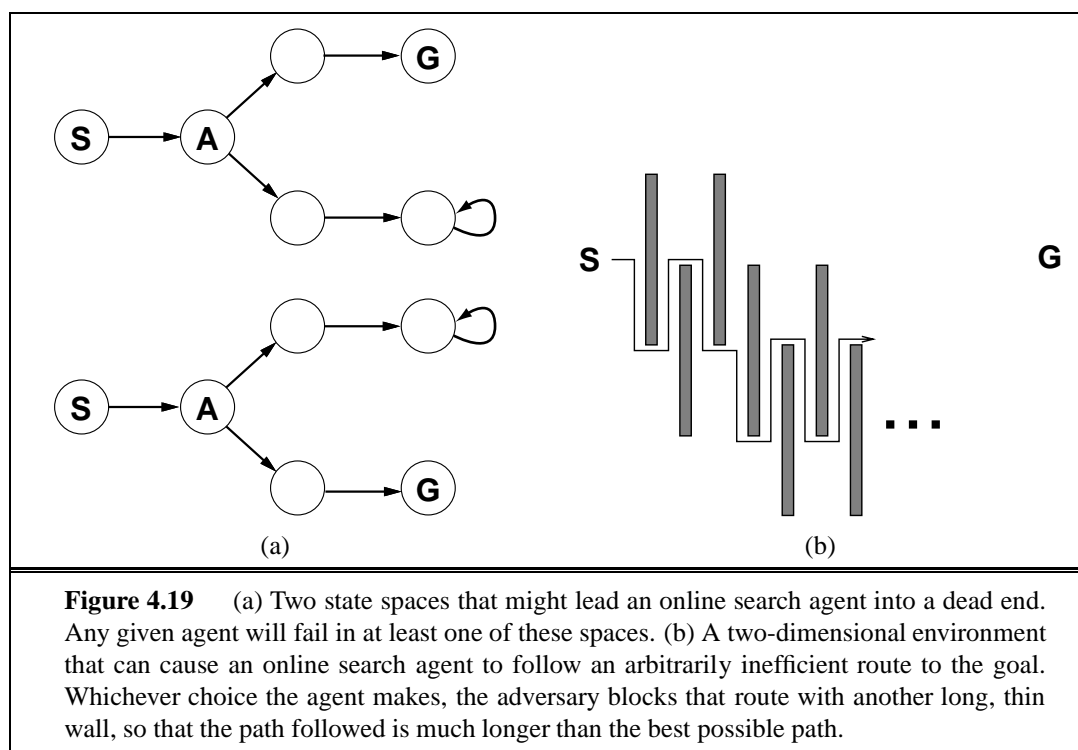 G
S A
S G
S A
G
(a) (b)
Figure 4.19 (a) Two state spaces that might lead an online search agent into a dead end.
Any given agent will fail in at least one of these spaces. (b) A two-dimensional environment
that can cause an online search agent to follow an arbitrarily inefficient route to the goal.
Whichever choice the agent makes, the adversary blocks that route with another long, thin
wall, so that the path followed is much longer than the best possible path.